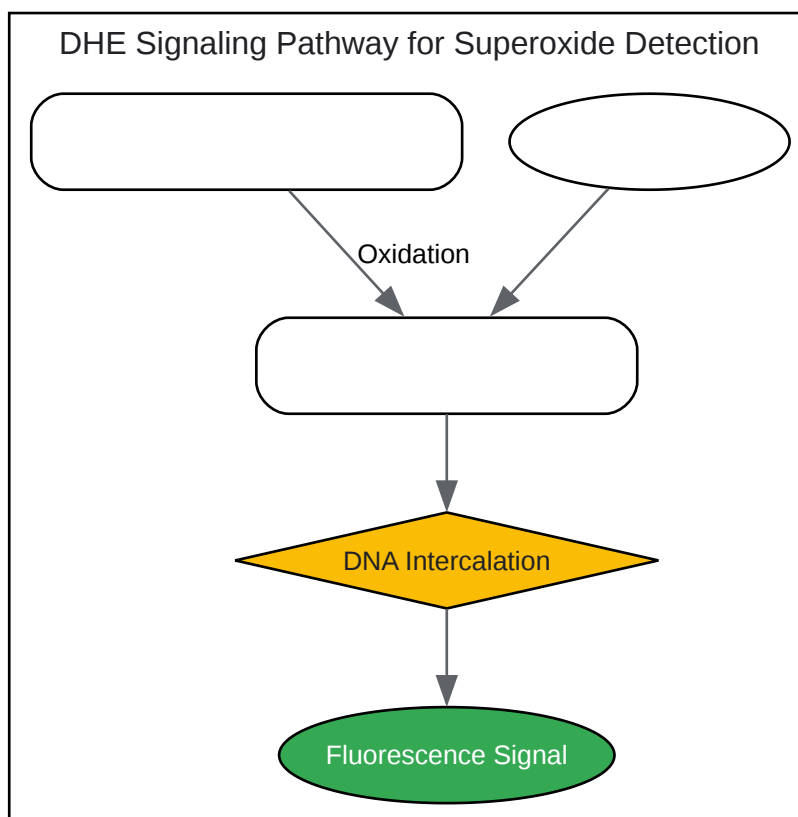 DHE Signaling Pathway for Superoxide Detection
Oxidation
DNA Intercalation
Fluorescence Signal